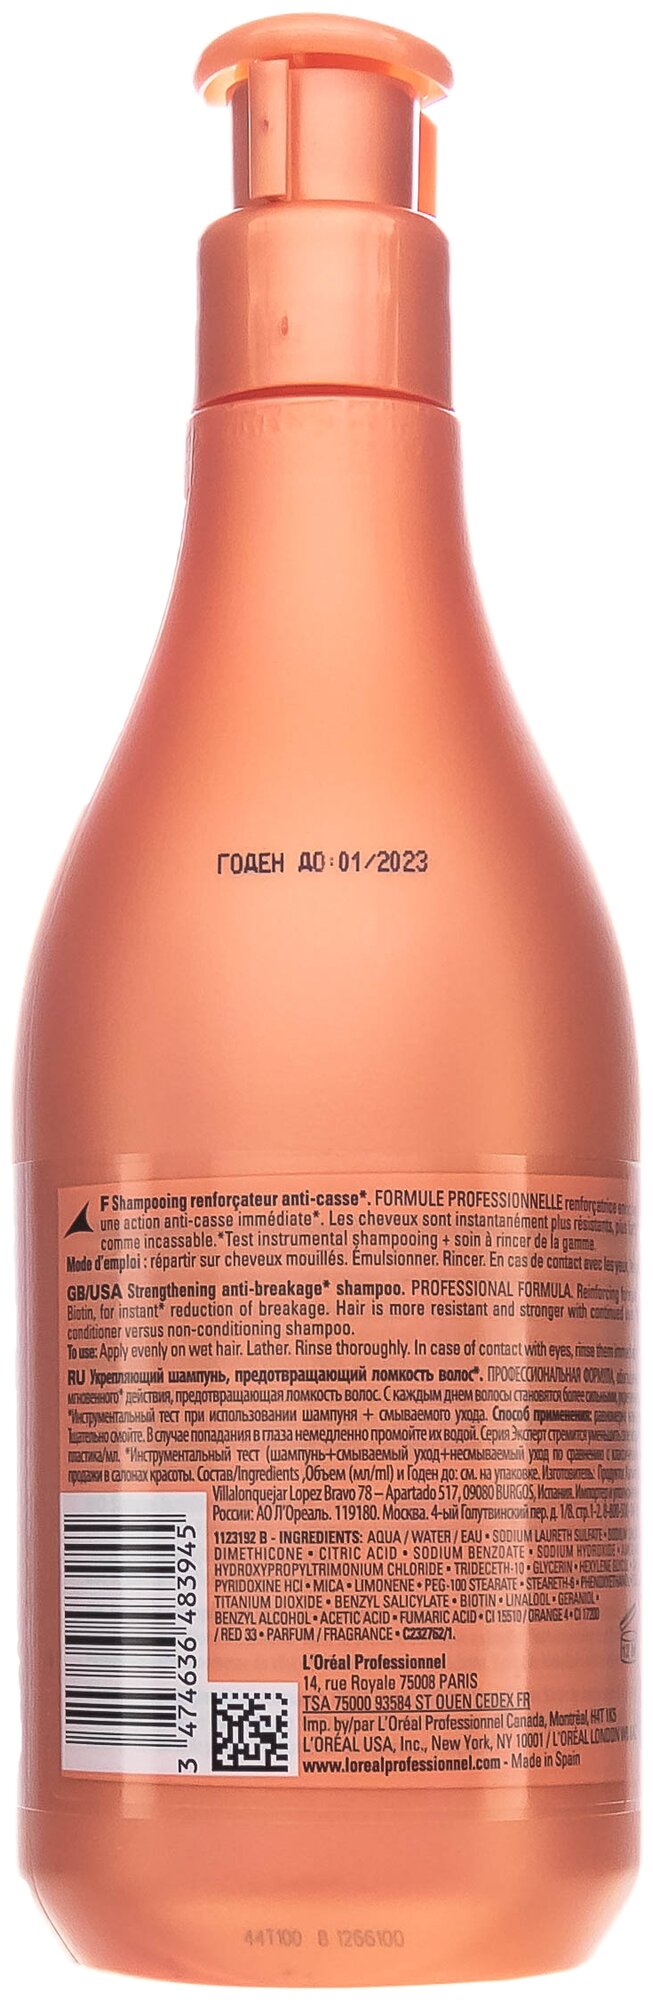 ГОДЕН ДО:01/2023
F Shampooing renforçateur anti-casse*. FORMULE PROFESSIONNELLE renforçatrice
une action anti-casse immédiate*. Les cheveux sont instantanément plus résistants,
comme incassable.*Test instrumental shampooing + soin à rincer de la gamme.
Mode d'emploi : répartir sur cheveux mouillés. Émulsionner. Rincer. En cas de contact avec les yeux,
GB/USA Strengthening anti-breakage* shampoo. PROFESSIONAL FORMULA. Reinforcing
Biotin, for instant* reduction of breakage. Hair is more resistant and stronger with continued
conditioner versus non-conditioning shampoo.
To use: Apply evenly on wet hair. Lather. Rinse thoroughly. In case of contact with eyes, rinse them
RU Укрепляющий шампунь, предотвращающий ломкость волос*. ПРОФЕССИОНАЛЬНАЯ ФОРМУЛА,
мгновенного* действия, предотвращающая ломкость волос. С каждым днем волосы становятся более сильными,
*Инструментальный тест при использовании шампуня + смываемого ухода. Способ применения:
Тщательно смойте. В случае попадания в глаза немедленно промойте их водой. Серия Эксперт стремится уменьшить
пластика/мл. *Инструментальный тест (шампунь+смываемый уход+несмываемый уход по сравнению с
продажи в салонах красоты. Состав/Ingredients ,Объем (мл/ml) и Годен до: см. на упаковке. Изготовитель:
Villalonquejar Lopez Bravo 78 – Apartado 517, 09080 BURGOS, Испания. Импортер и
России: АО Л'Ореаль. 119180. Москва. 4-ый Голутвинский пер. д. 1/8. стр.1-2.
1123192 B - INGREDIENTS: AQUA / WATER / EAU • SODIUM LAURETH SULFATE •
DIMETHICONE • CITRIC ACID • SODIUM BENZOATE • SODIUM HYDROXIDE •
HYDROXYPROPYLTRIMONIUM CHLORIDE • TRIDECETH-10 • GLYCERIN • HEXYLENE
PYRIDOXINE HCI • MICA • LIMONENE • PEG-100 STEARATE • STEARETH-6 •
TITANIUM DIOXIDE • BENZYL SALICYLATE • BIOTIN • LINALOOL • GERANIOL •
BENZYL ALCOHOL • ACETIC ACID • FUMARIC ACID • CI 15510 / ORANGE 4 • CI 17200
/ RED 33 • PARFUM / FRAGRANCE • C232762/1.
L'Oréal Professionnel
14, rue Royale 75008 PARIS
TSA 75000 93584 ST OUEN CEDEX FR
Imp. by/par L'Oréal Professionnel Canada, Montréal, H4T 1K5
L'ORÉAL USA, Inc., New York, NY 10001 / L'ORÉAL LONDON
www.lorealprofessionnel.com - Made in Spain
3 474636 483945
44T100 B 1266100